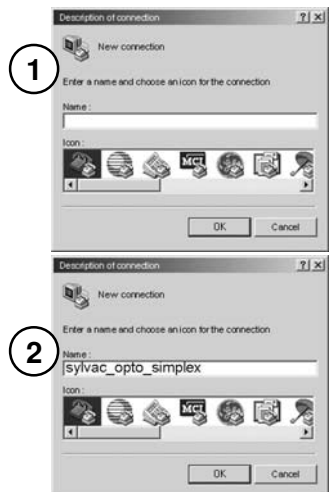 Description of connection
New connection
1
Enter a name and choose an icon for the connection
Name :
Icon :
MCI
OK Cancel
Description of connection
New connection
Enter a name and choose an icon for the connection
2
Name :
sylvac_opto_simplex
Icon :
MCI
OK Cancel